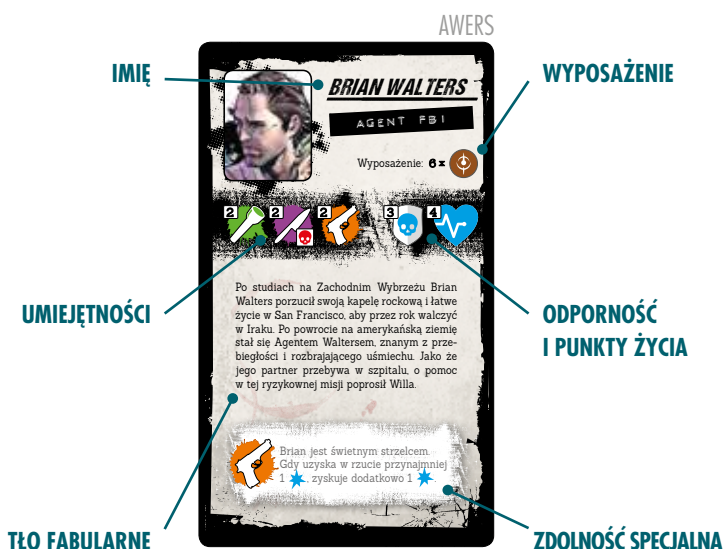 AWERS
IMIĘ
BRIAN WALTERS
WYPOSAŻENIE
AGENT FBI
Wyposażenie: 6 x
2 2 2 3 4
UMIEJĘTNOŚCI
ODPORNOŚĆ
I PUNKTY ŻYCIA
Po studiach na Zachodnim Wybrzeżu Brian
Walters porzucił swoją kapelę rockową i łatwe
życie w San Francisco, aby przez rok walczyć
w Iraku. Po powrocie na amerykańską ziemię
stał się Agentem Waltersem, znanym z prze-
biegłości i rozbrajającego uśmiechu. Jako że
jego partner przebywa w szpitalu, o pomoc
w tej ryzykownej misji poprosił Willa.
Brian jest świetnym strzelcem.
Gdy uzyska w rzucie przynajmniej
1 , zyskuje dodatkowo 1 .
TŁO FABULARNE
ZDOLNOŚĆ SPECJALNA